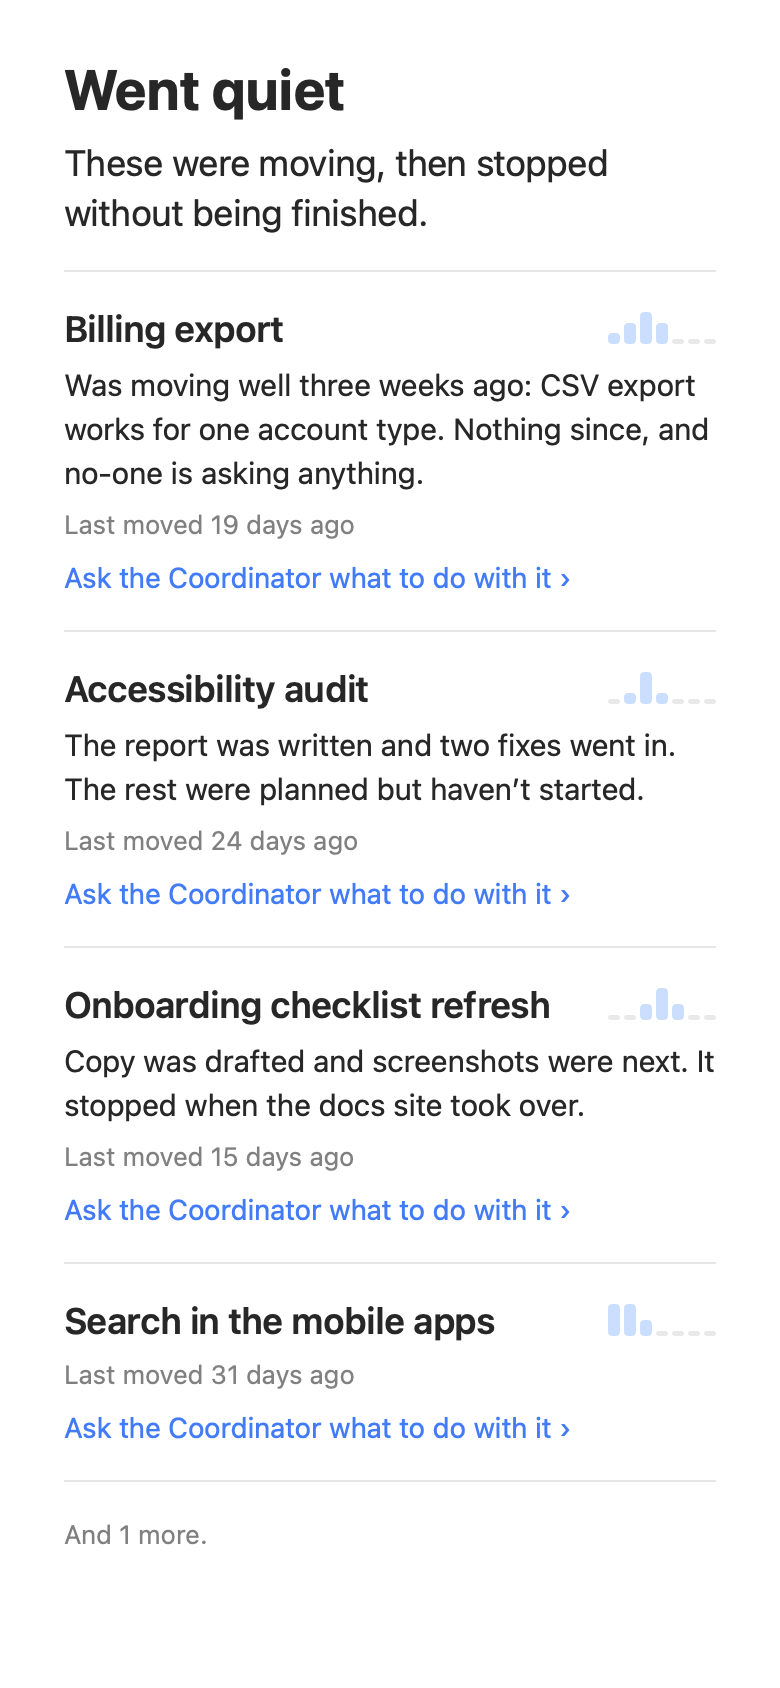 Went quiet
These were moving, then stopped
without being finished.
Billing export
Was moving well three weeks ago: CSV export
works for one account type. Nothing since, and
no-one is asking anything.
Last moved 19 days ago
Ask the Coordinator what to do with it ›
Accessibility audit
The report was written and two fixes went in.
The rest were planned but haven’t started.
Last moved 24 days ago
Ask the Coordinator what to do with it ›
Onboarding checklist refresh
Copy was drafted and screenshots were next. It
stopped when the docs site took over.
Last moved 15 days ago
Ask the Coordinator what to do with it ›
Search in the mobile apps
Last moved 31 days ago
Ask the Coordinator what to do with it ›
And 1 more.